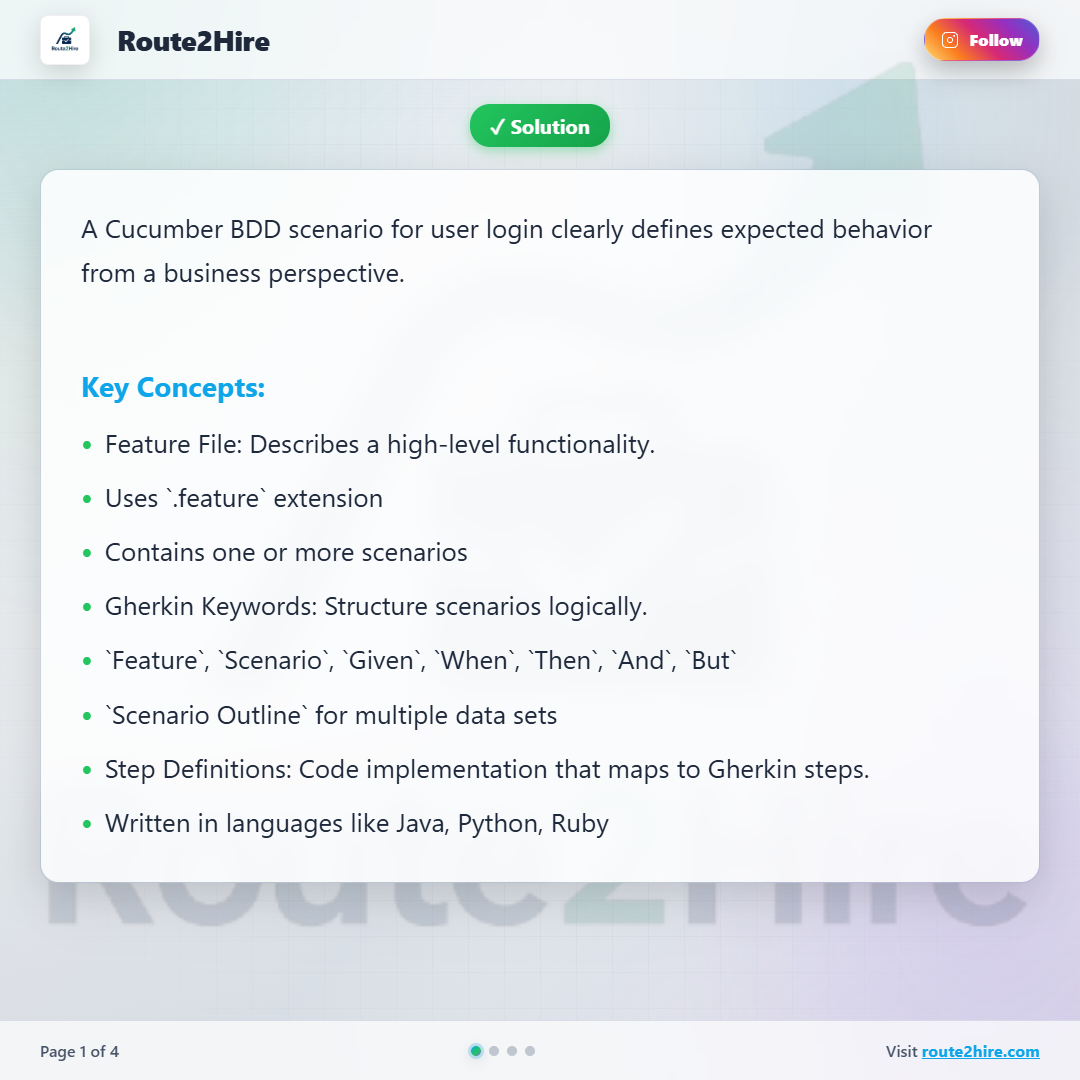 Route2Hire
Route2Hire
Follow
✓ Solution
A Cucumber BDD scenario for user login clearly defines expected behavior
from a business perspective.
Key Concepts:
• Feature File: Describes a high-level functionality.
• Uses `.feature` extension
• Contains one or more scenarios
• Gherkin Keywords: Structure scenarios logically.
• `Feature`, `Scenario`, `Given`, `When`, `Then`, `And`, `But`
• `Scenario Outline` for multiple data sets
• Step Definitions: Code implementation that maps to Gherkin steps.
• Written in languages like Java, Python, Ruby
Route2Hire
Page 1 of 4
Visit route2hire.com